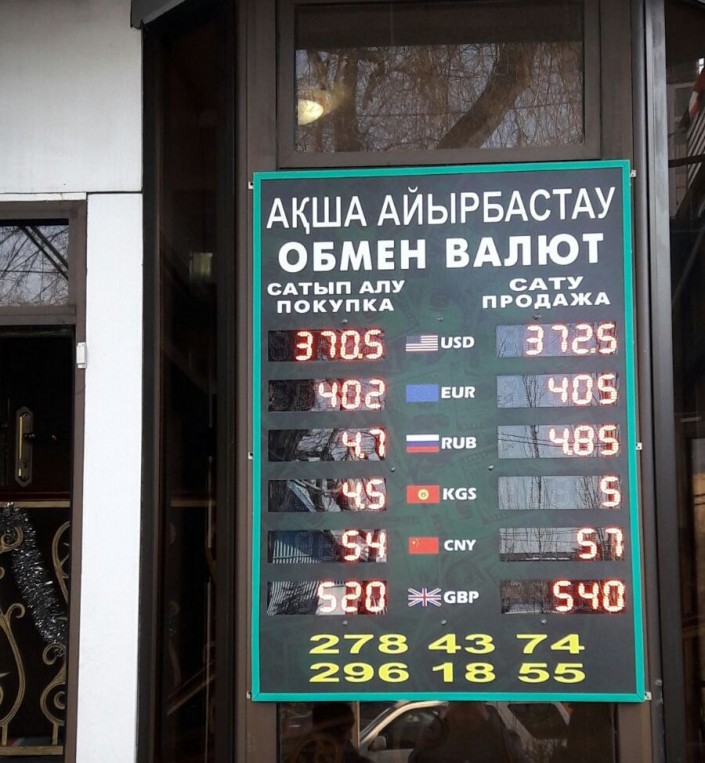 АҚША АЙЫРБАСТАУ
ОБМЕН ВАЛЮТ
САТЫП АЛУ САТУ
ПОКУПКА ПРОДАЖА
370.5 USD 372.5
402 EUR 405
4.7 RUB 4.85
4.5 KGS 5
54 CNY 57
520 GBP 540
278 43 74
296 18 55